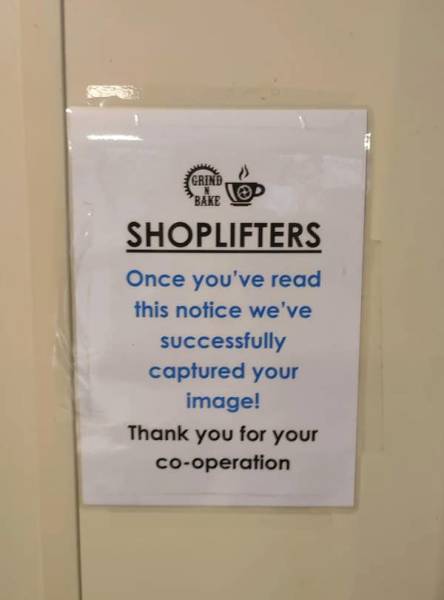 GRIND
N
BAKE
SHOPLIFTERS
Once you've read
this notice we've
successfully
captured your
image!
Thank you for your
co-operation